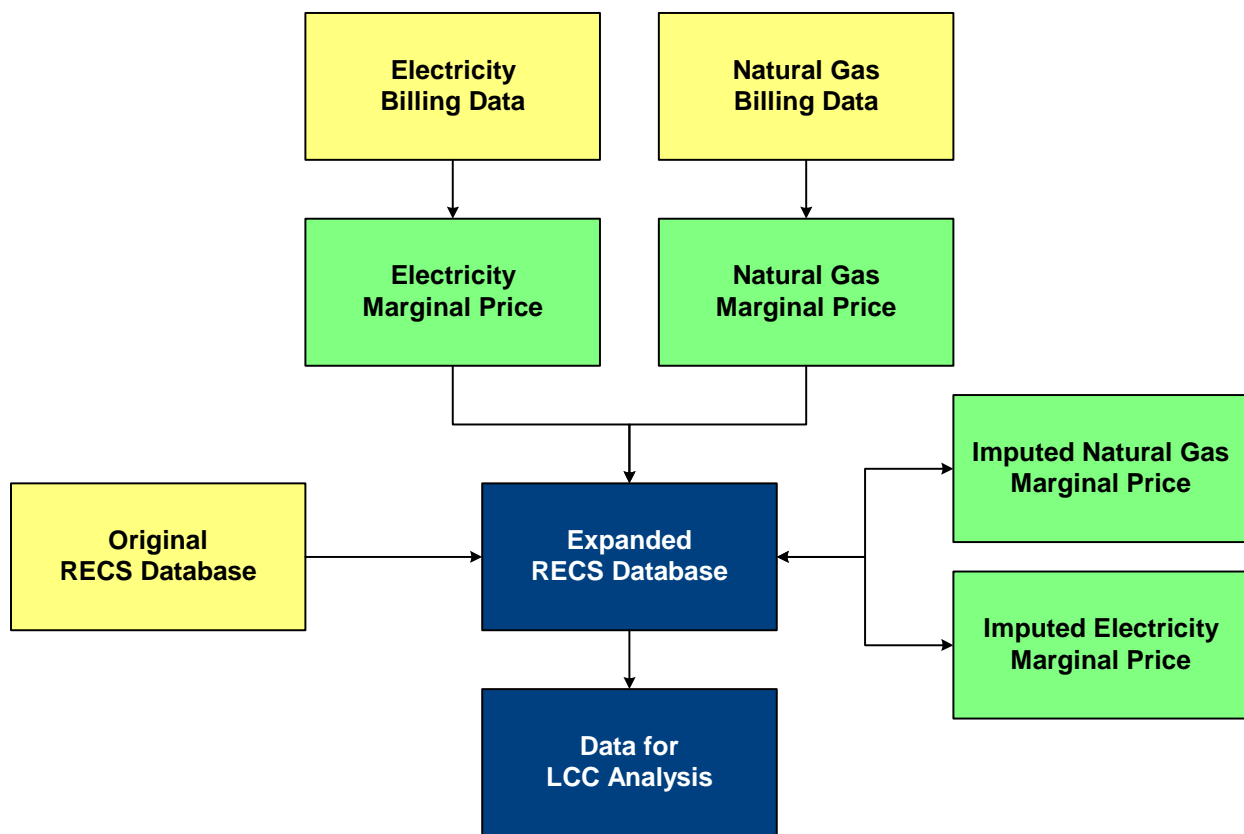 Electricity
Billing Data
Natural Gas
Billing Data
Electricity
Marginal Price
Natural Gas
Marginal Price
Imputed Natural Gas
Marginal Price
Original
RECS Database
Expanded
RECS Database
Imputed Electricity
Marginal Price
Data for
LCC Analysis